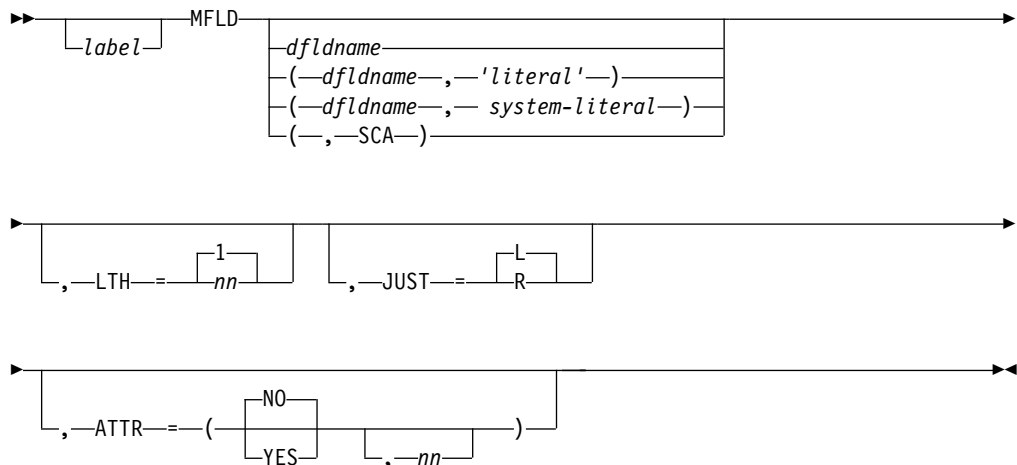 label MFLD
dfldname
( dfldname , 'literal' )
( dfldname , system-literal )
( , SCA )
1 L
, LTH = nn , JUST = R
NO
, ATTR = ( )
YES , nn